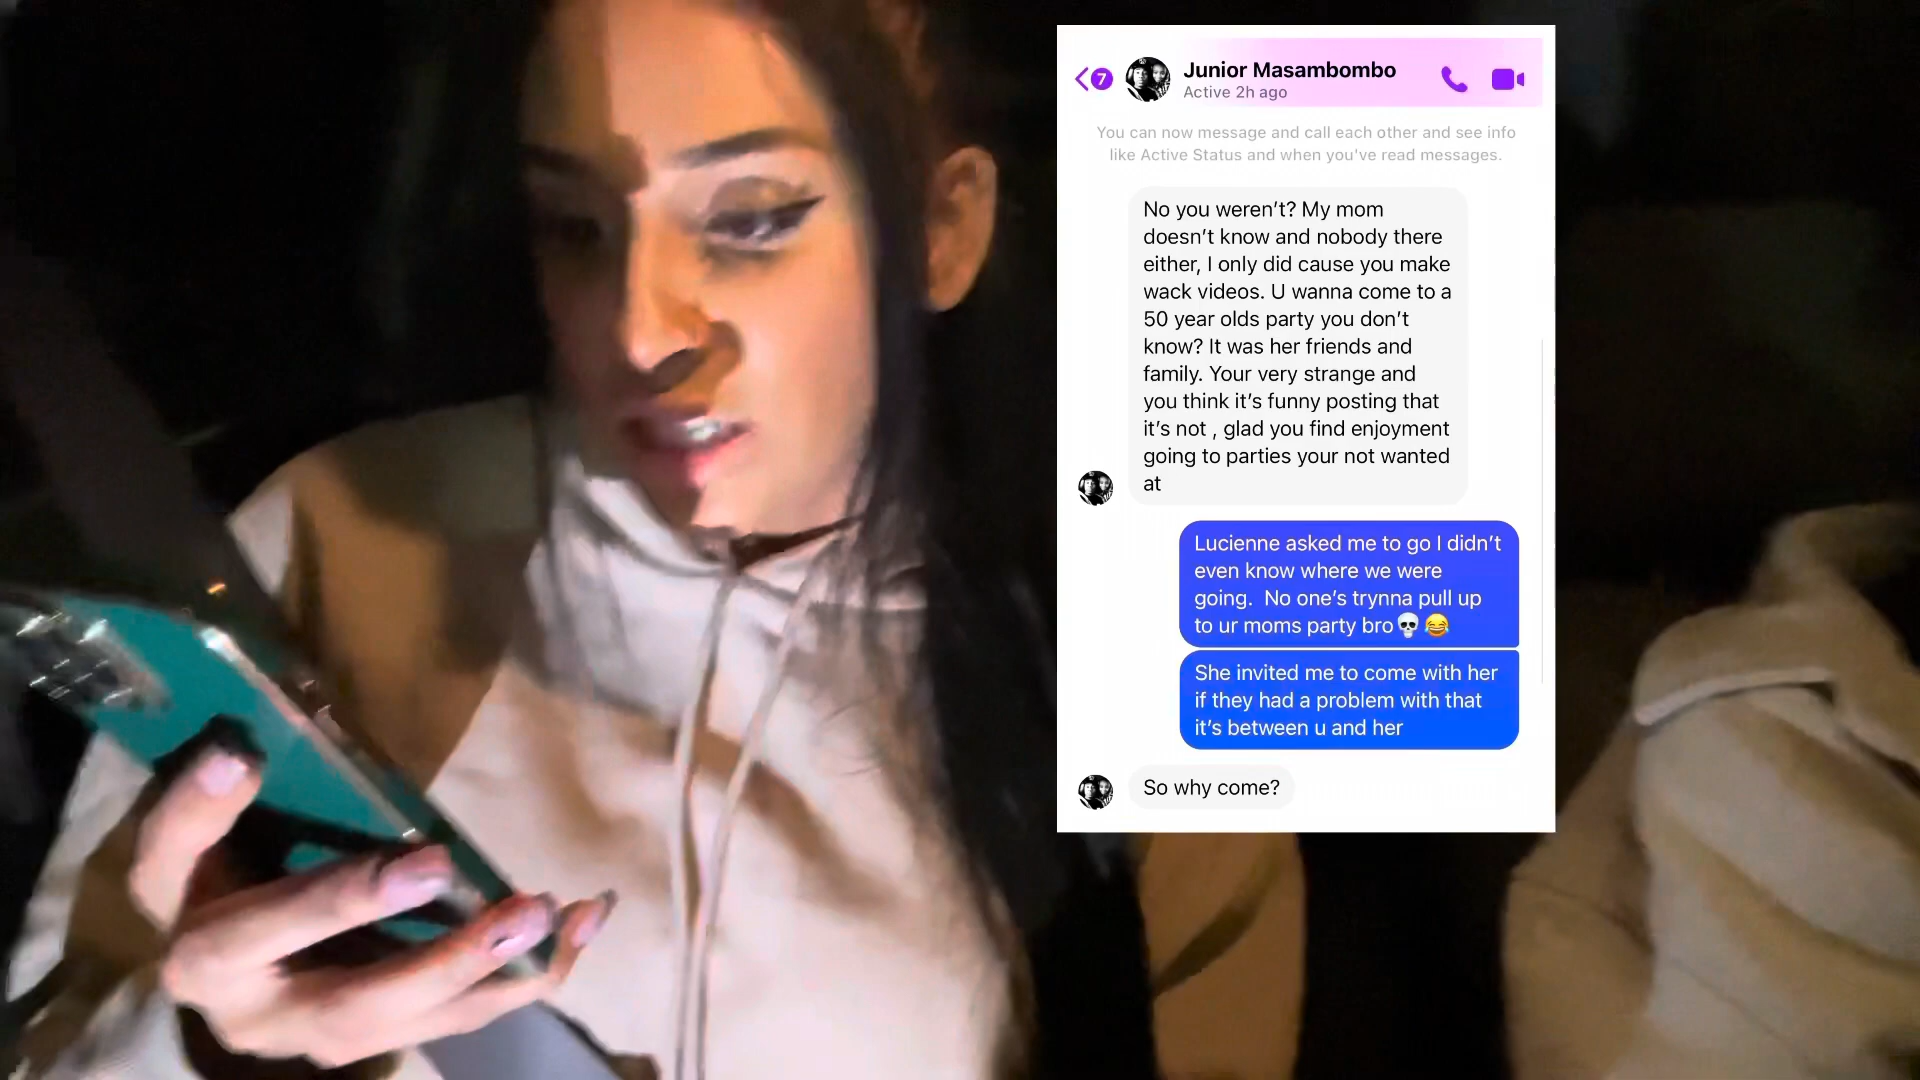 7
Junior Masambombo
Active 2h ago
You can now message and call each other and see info
like Active Status and when you've read messages.
No you weren’t? My mom
doesn’t know and nobody there
either, I only did cause you make
wack videos. U wanna come to a
50 year olds party you don’t
know? It was her friends and
family. Your very strange and
you think it’s funny posting that
it’s not , glad you find enjoyment
going to parties your not wanted
at
Lucienne asked me to go I didn’t
even know where we were
going.  No one’s trynna pull up
to ur moms party bro💀😂
She invited me to come with her
if they had a problem with that
it’s between u and her
So why come?